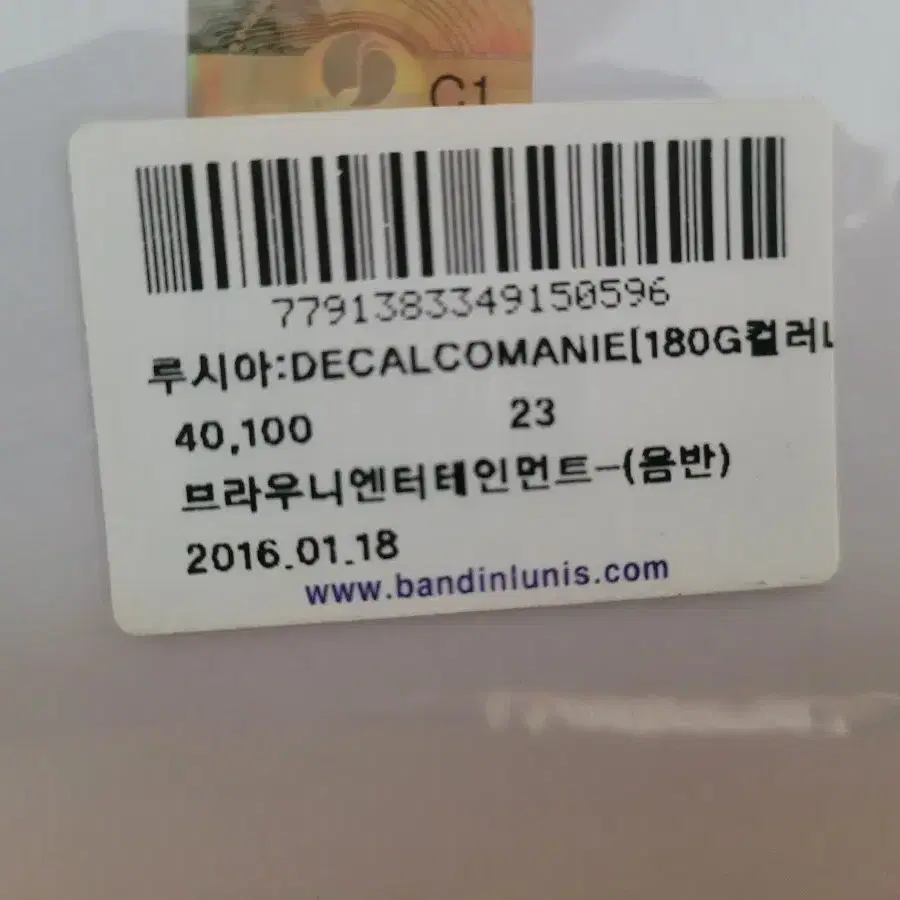 C1
7791383349150596
루시아:DECALCOMANIE[180G컬러
40,100 23
브라우니엔터테인먼트-(음반)
2016.01.18
www.bandinlunis.com